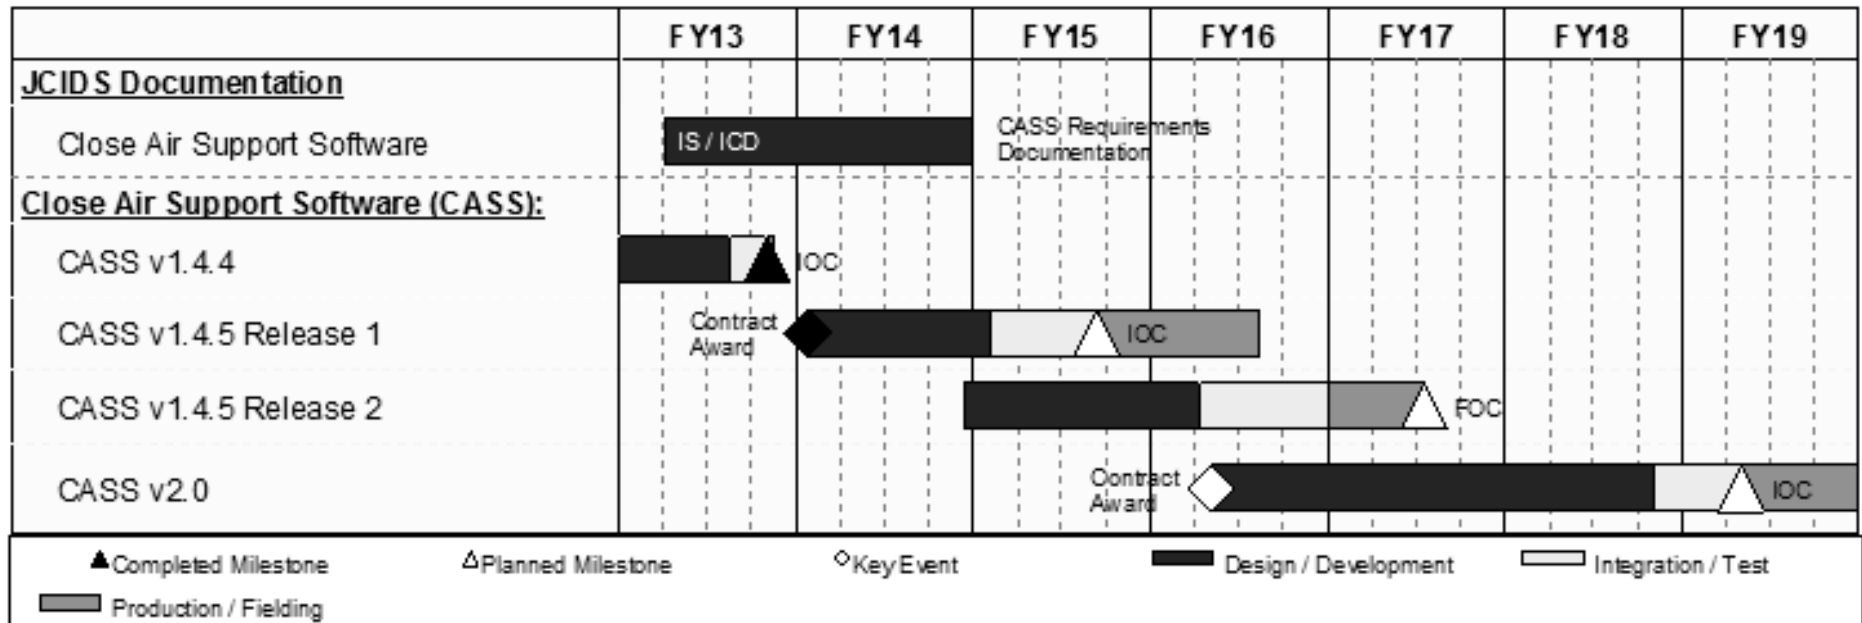 FY13 FY14 FY15 FY16 FY17 FY18 FY19
JCIDS Documentation
Close Air Support Software
IS / ICD
CASS Requirements
Documentation
Close Air Support Software (CASS):
CASS v1.4.4
IOC
CASS v1.4.5 Release 1
Contract
Award
IOC
CASS v1.4.5 Release 2
FOC
CASS v2.0
Contract
Award
IOC
Completed Milestone
Planned Milestone
Key Event
Design / Development
Integration / Test
Production / Fielding